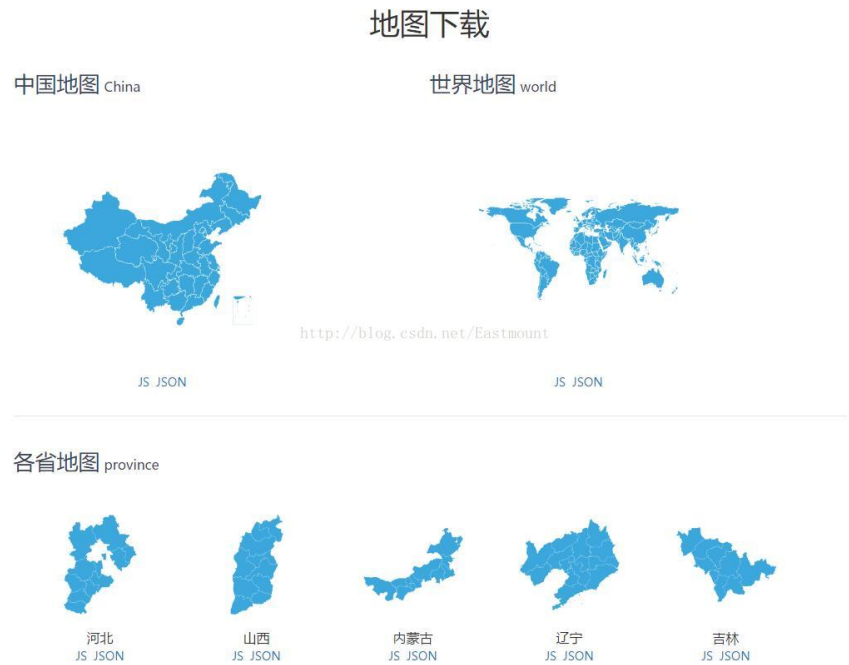 地图下载
中国地图 China
世界地图 world
http://blog.csdn.net/Eastmount
JS JSON
JS JSON
各省地图 province
河北
山西
内蒙古
辽宁
吉林
JS JSON
JS JSON
JS JSON
JS JSON
JS JSON